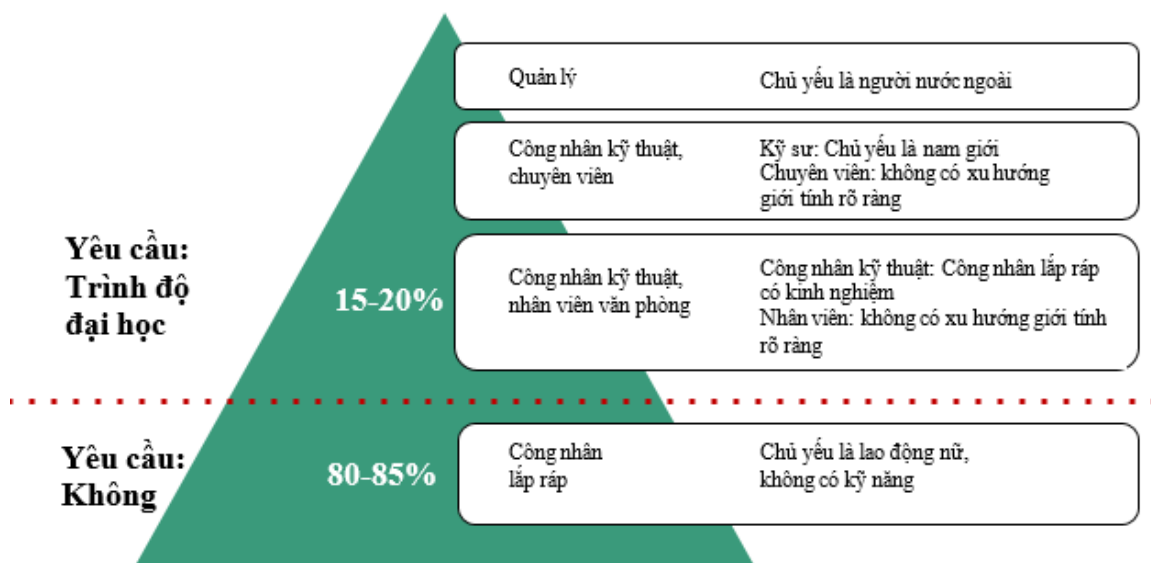 Quản lý
Chủ yếu là người nước ngoài
Công nhân kỹ thuật,
chuyên viên
Kỹ sư: Chủ yếu là nam giới
Chuyên viên: không có xu hướng
giới tính rõ ràng
Yêu cầu:
Trình độ
đại học
15-20%
Công nhân kỹ thuật,
nhân viên văn phòng
Công nhân kỹ thuật: Công nhân lắp ráp
có kinh nghiệm
Nhân viên: không có xu hướng giới tính
rõ ràng
Yêu cầu:
Không
80-85%
Công nhân
lắp ráp
Chủ yếu là lao động nữ,
không có kỹ năng